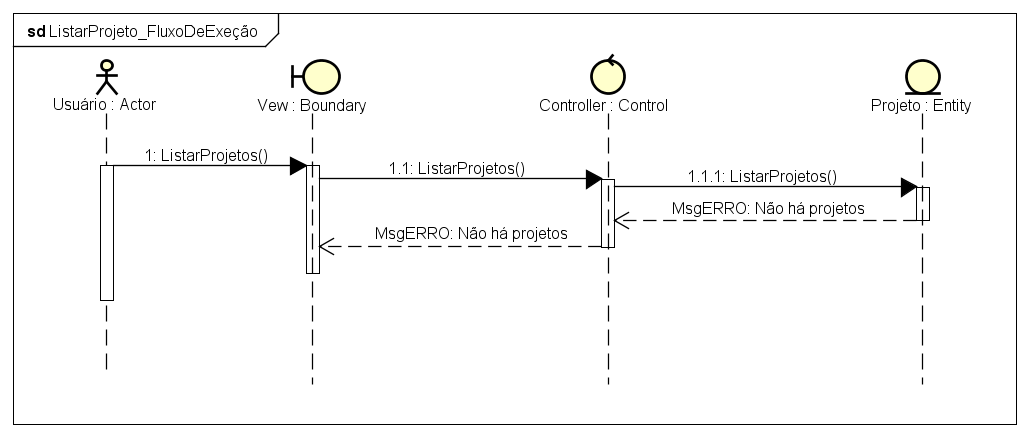 sd ListarProjeto_FluxoDeExeção
Usuário : Actor
Vew : Boundary
Controller : Control
Projeto : Entity
1: ListarProjetos()
1.1: ListarProjetos()
1.1.1: ListarProjetos()
MsgERRO: Não há projetos
MsgERRO: Não há projetos